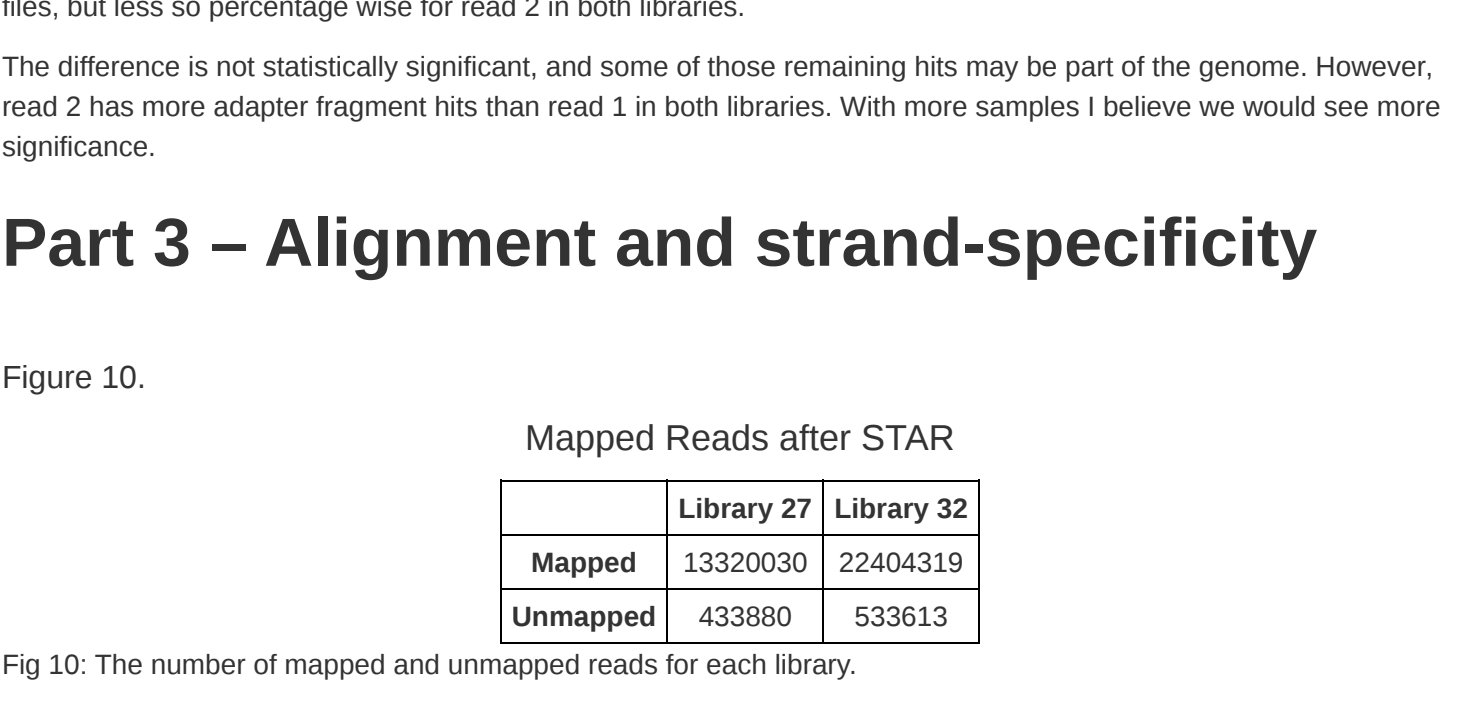 files, but less so percentage wise for read 2 in both libraries.
The difference is not statistically significant, and some of those remaining hits may be part of the genome. However,
read 2 has more adapter fragment hits than read 1 in both libraries. With more samples I believe we would see more
significance.
Part 3 – Alignment and strand-specificity
Figure 10.
Mapped Reads after STAR
Library 27 Library 32
Mapped 13320030 22404319
Unmapped 433880 533613
Fig 10: The number of mapped and unmapped reads for each library.